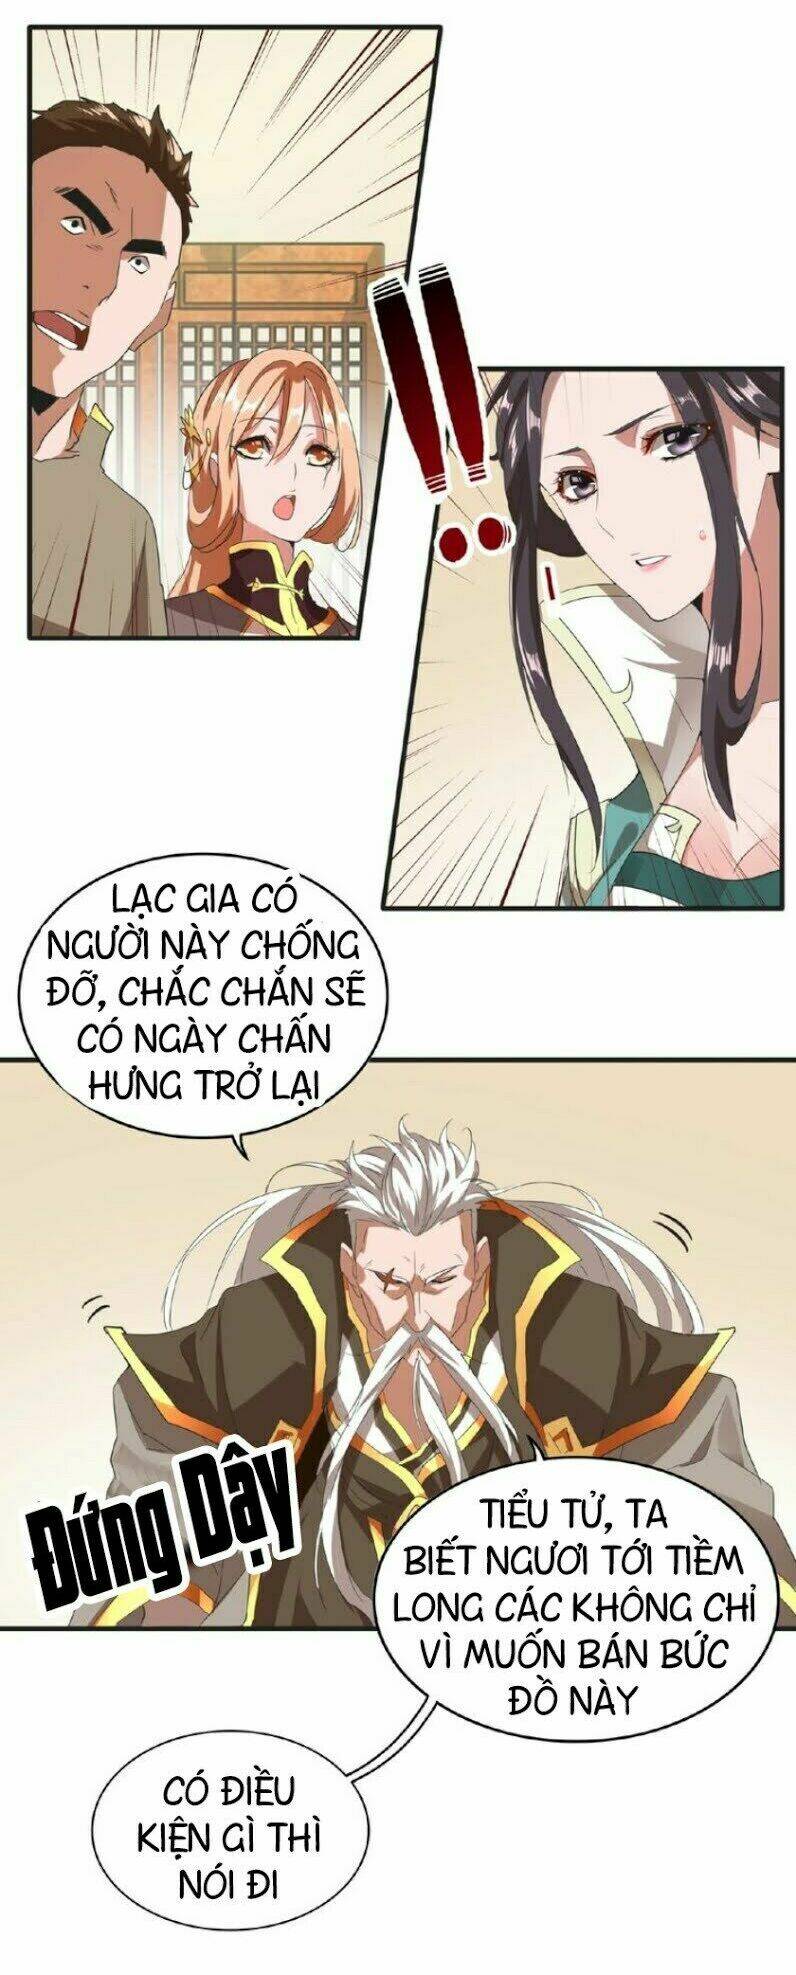 !!
!
LẠC GIA CÓ
NGƯỜI NÀY CHỐNG
ĐỠ, CHẮC CHẮN SẼ
CÓ NGÀY CHẤN
HƯNG TRỞ LẠI
ĐỨNG DẬY
TIỂU TỬ, TA
BIẾT NGƯƠI TỚI TIỀM
LONG CÁC KHÔNG CHỈ
VÌ MUỐN BÁN BỨC
ĐỒ NÀY
CÓ ĐIỀU
KIỆN GÌ THÌ
NÓI ĐI